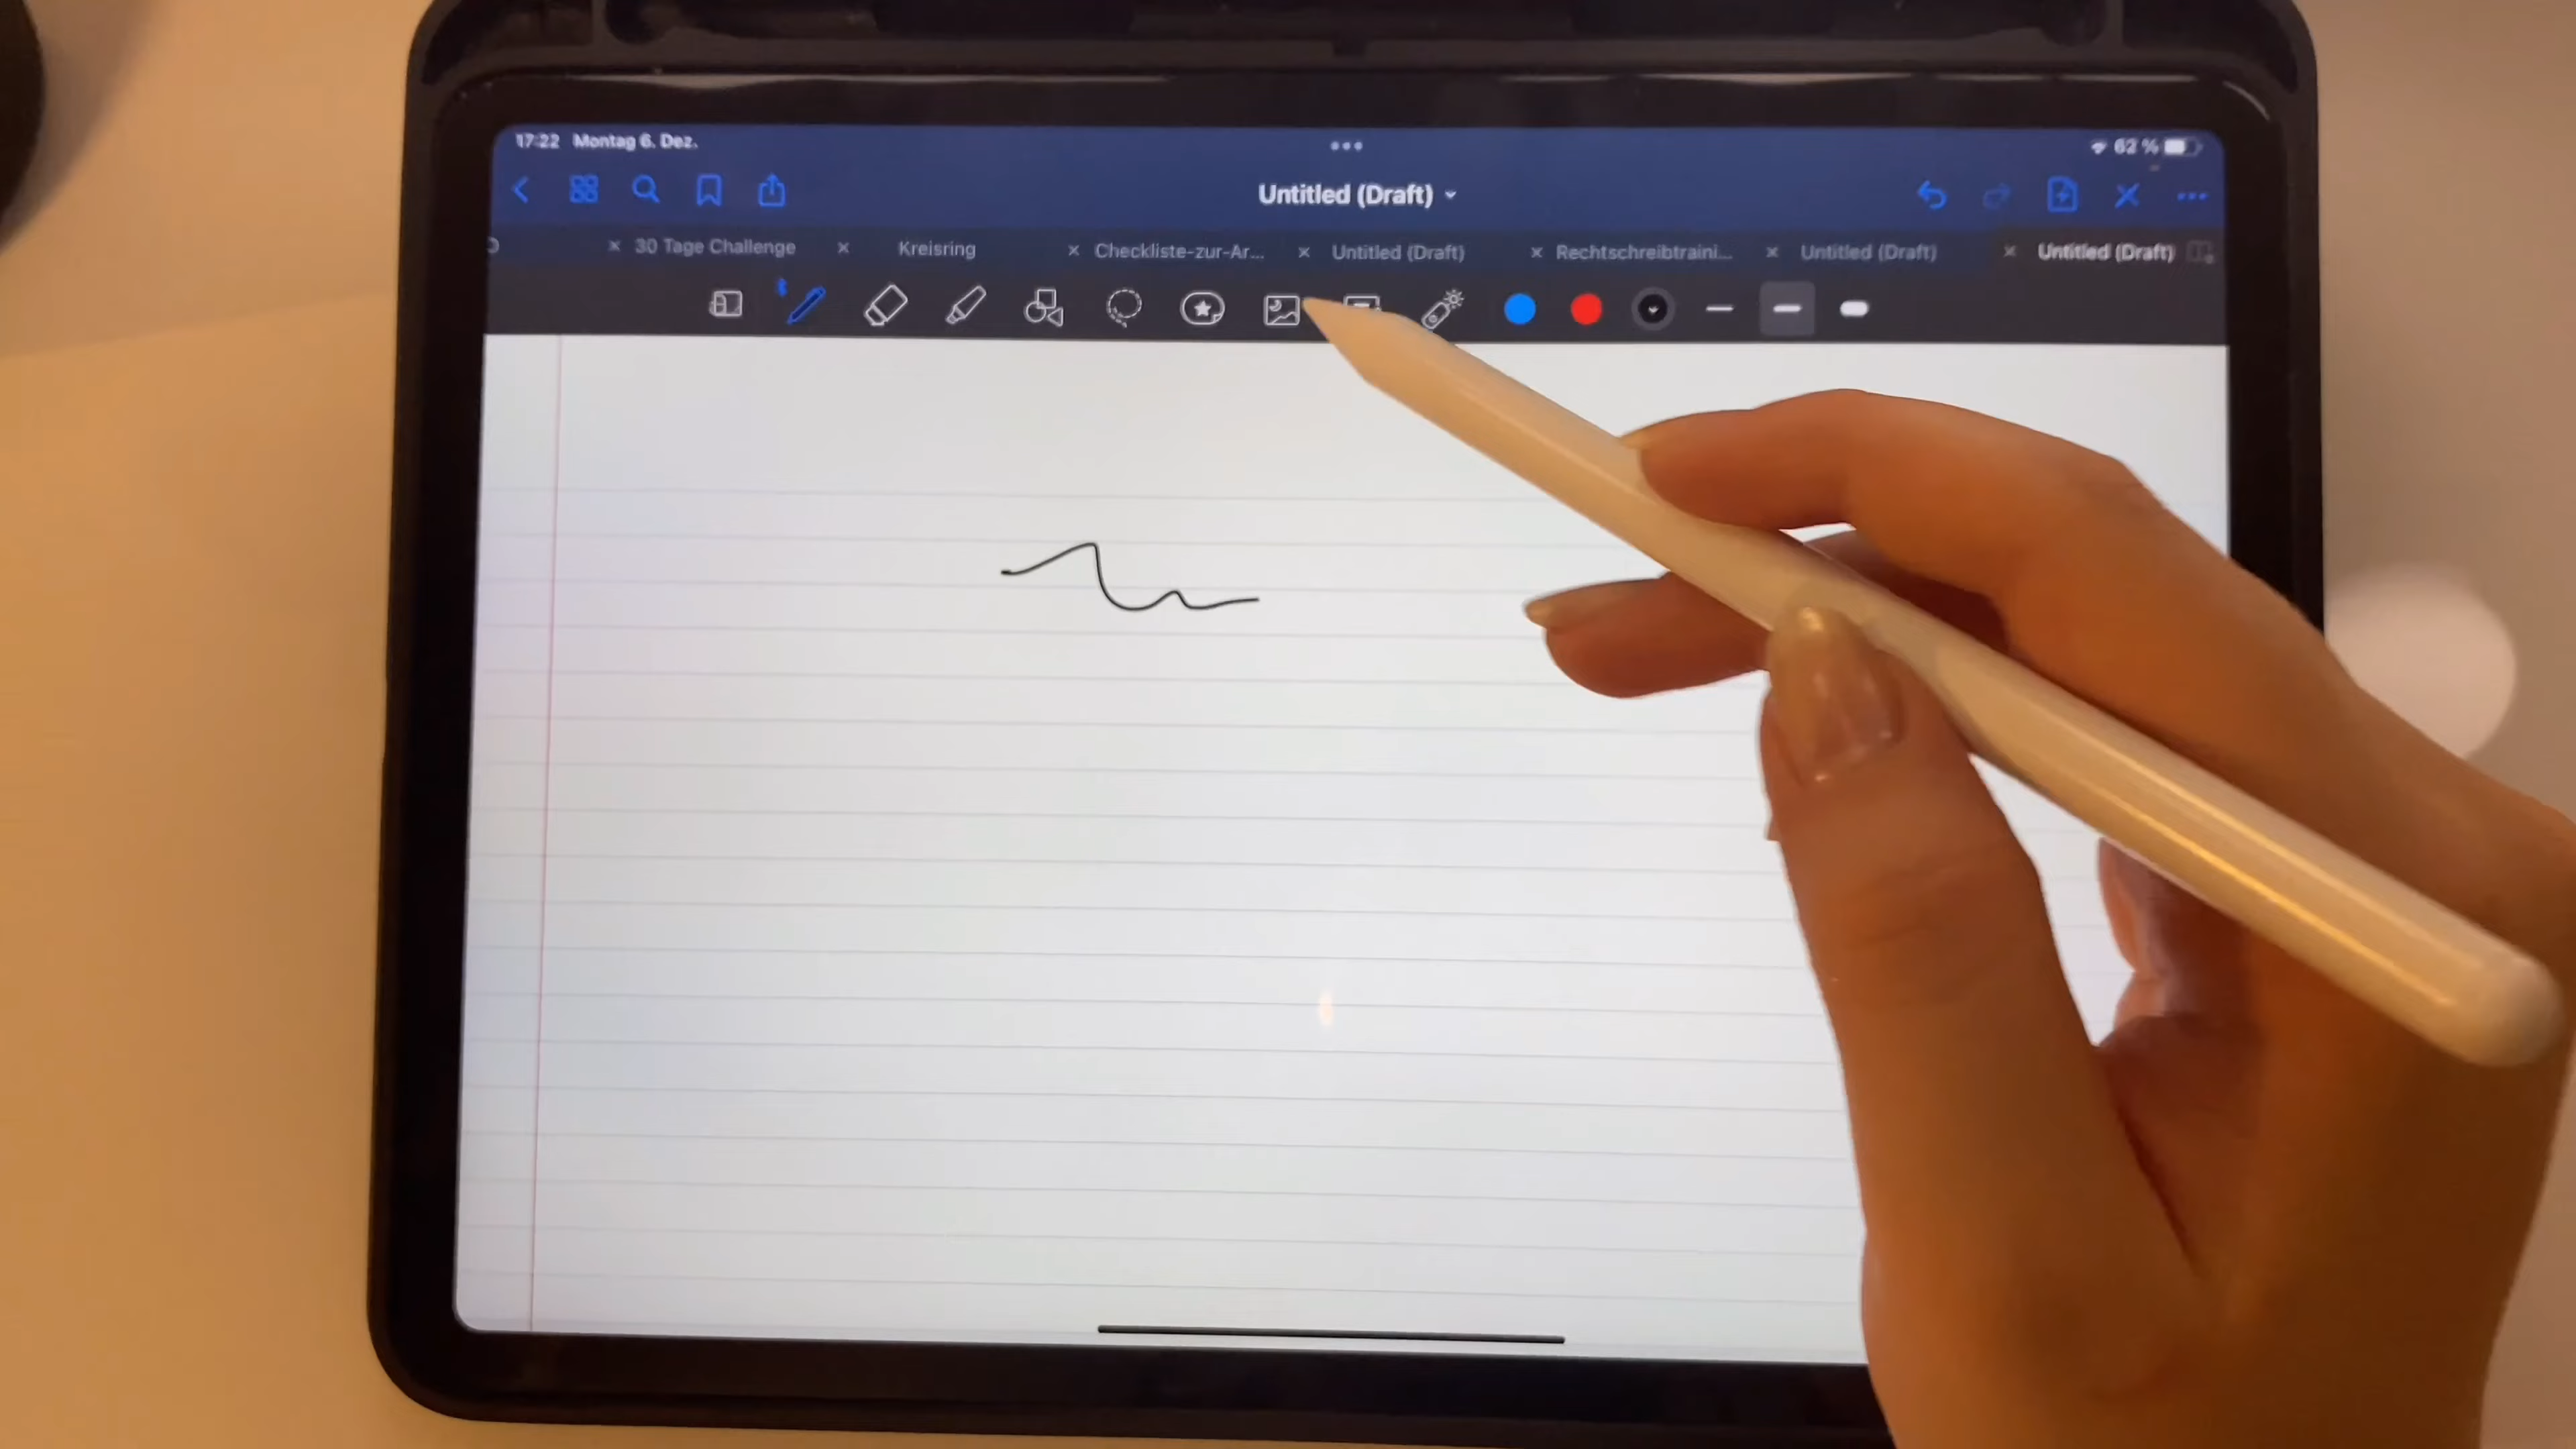 17:22 Montag 6. Dez.
62 %
Untitled (Draft)
30 Tage Challenge
Kreisring
Checkliste-zur-Ar...
Untitled (Draft)
Rechtschreibtraini...
Untitled (Draft)
Untitled (Draft)